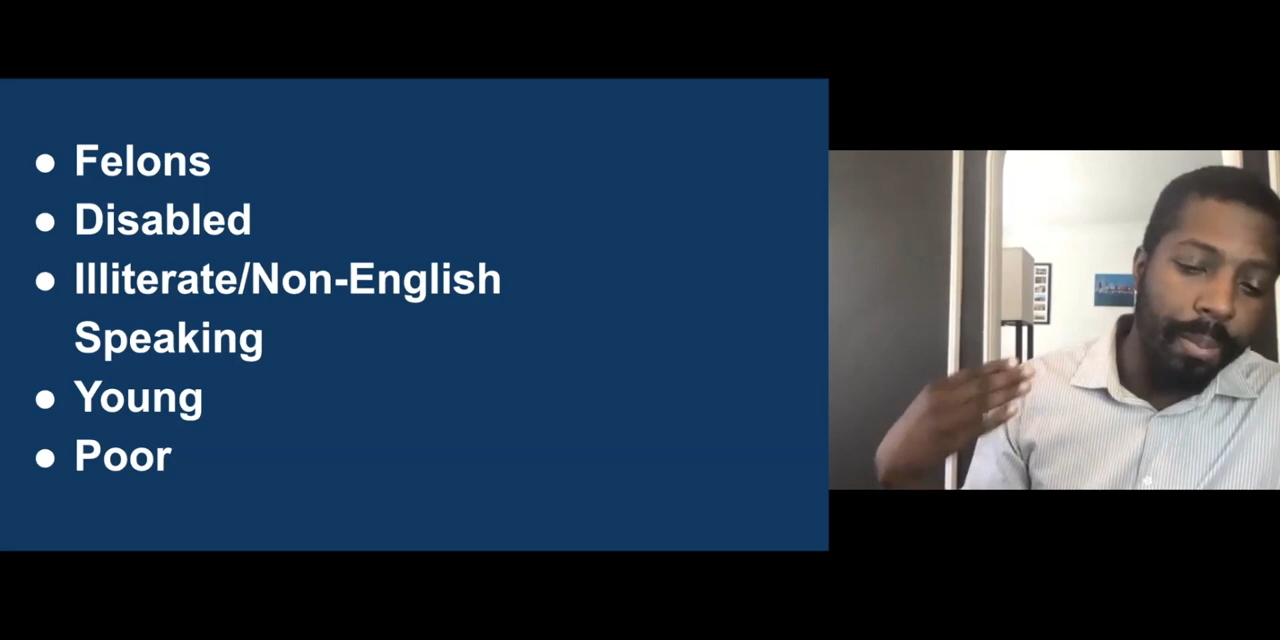 ● Felons
● Disabled
● Illiterate/Non-English
Speaking
● Young
● Poor